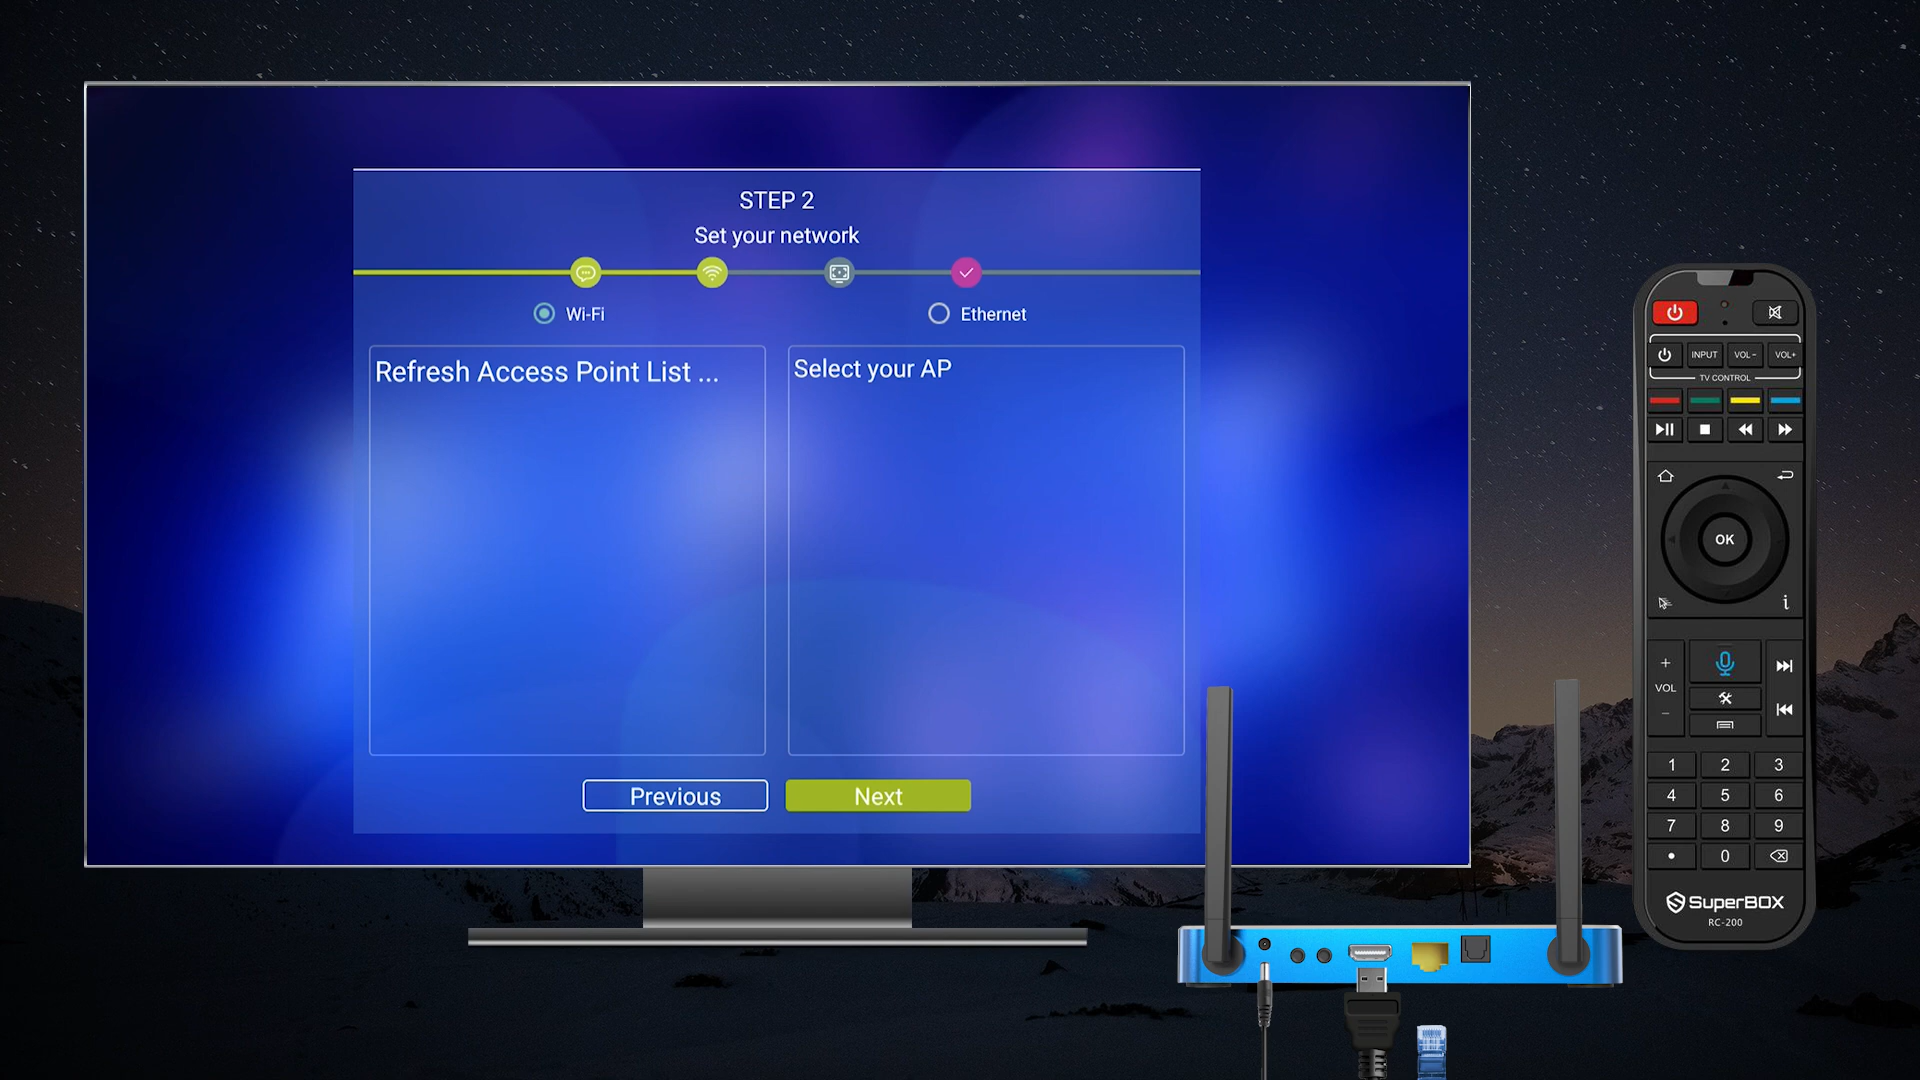 STEP 2
Set your network
Wi-Fi
Ethernet
Refresh Access Point List ...
Select your AP
Previous
Next
INPUT
VOL-
VOL+
TV CONTROL
OK
i
+
VOL
-
1 2 3
4 5 6
7 8 9
• 0
SuperBOX
RC-200